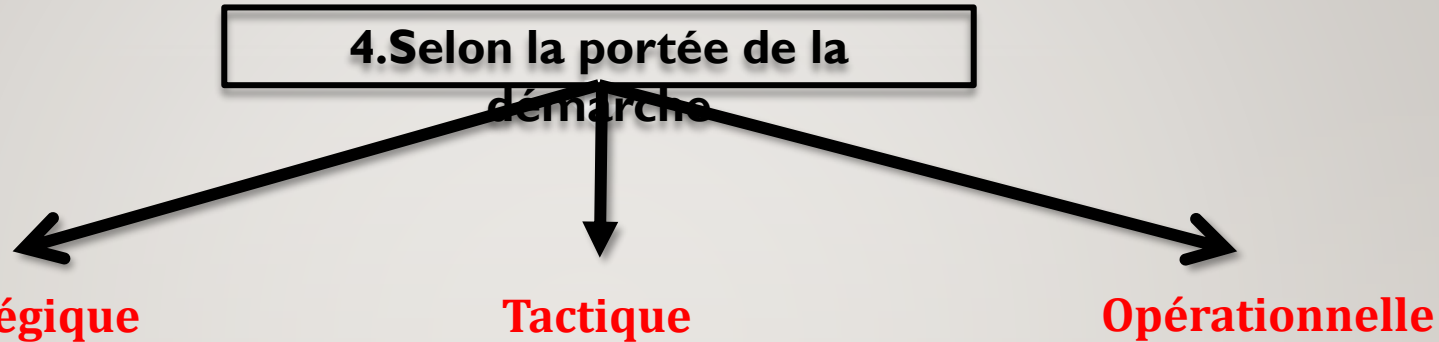 4.Selon la portée de la
démarche
égique
Tactique
Opérationnelle